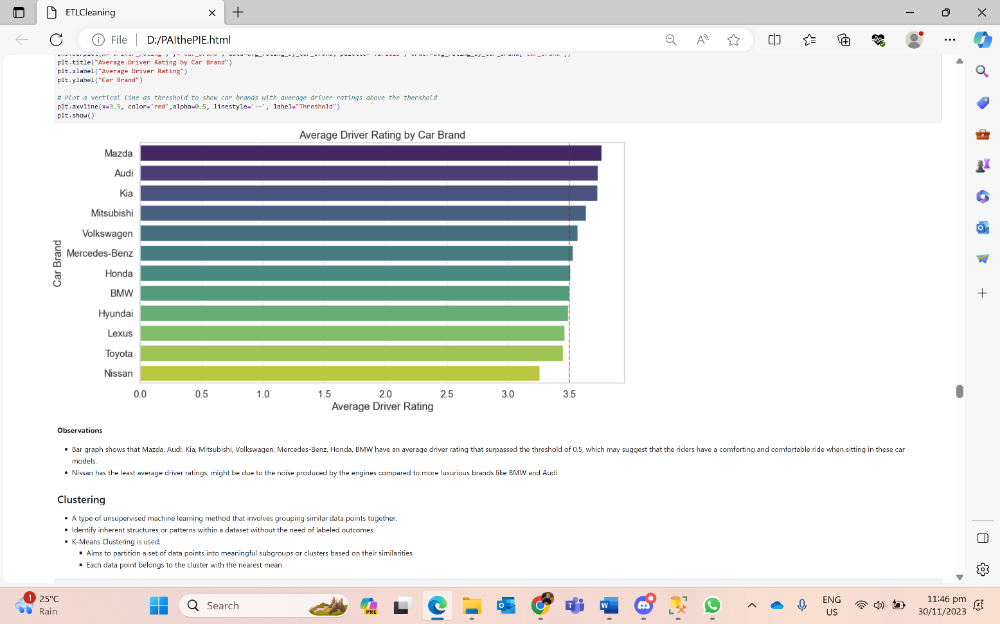 ETLCleaning
File
D:/PAIthePIE.html
plt.title("Average Driver Rating by Car Brand")
plt.xlabel("Average Driver Rating")
plt.ylabel("Car Brand")
# Plot a vertical line as threshold to show car brands with average driver ratings above the thershold
plt.axvline(x=3.5, color='red',alpha=0.5, linestyle='--', label="Threshold")
plt.show()
Average Driver Rating by Car Brand
Mazda
Audi
Kia
Mitsubishi
Volkswagen
Mercedes-Benz
Honda
BMW
Hyundai
Lexus
Toyota
Nissan
Car Brand
0.0 0.5 1.0 1.5 2.0 2.5 3.0 3.5
Average Driver Rating
Observations
• Bar graph shows that Mazda, Audi, Kia, Mitsubishi, Volkswagen, Mercedes-Benz, Honda, BMW have an average driver rating that surpassed the threshold of 0.5, which may suggest that the riders have a comforting and comfortable ride when sitting in these car
models.
• Nissan has the least average driver ratings, might be due to the noise produced by the engines compared to more luxurious brands like BMW and Audi.
Clustering
• A type of unsupervised machine learning method that involves grouping similar data points together.
• Identify inherent structures or patterns within a dataset without the need of labeled outcomes.
• K-Means Clustering is used:
▪ Aims to partition a set of data points into meaningful subgroups or clusters based on their similarities
▪ Each data point belongs to the cluster with the nearest mean
1
25°C
Rain
Search
PRE
ENG
US
11:46 pm
30/11/2023